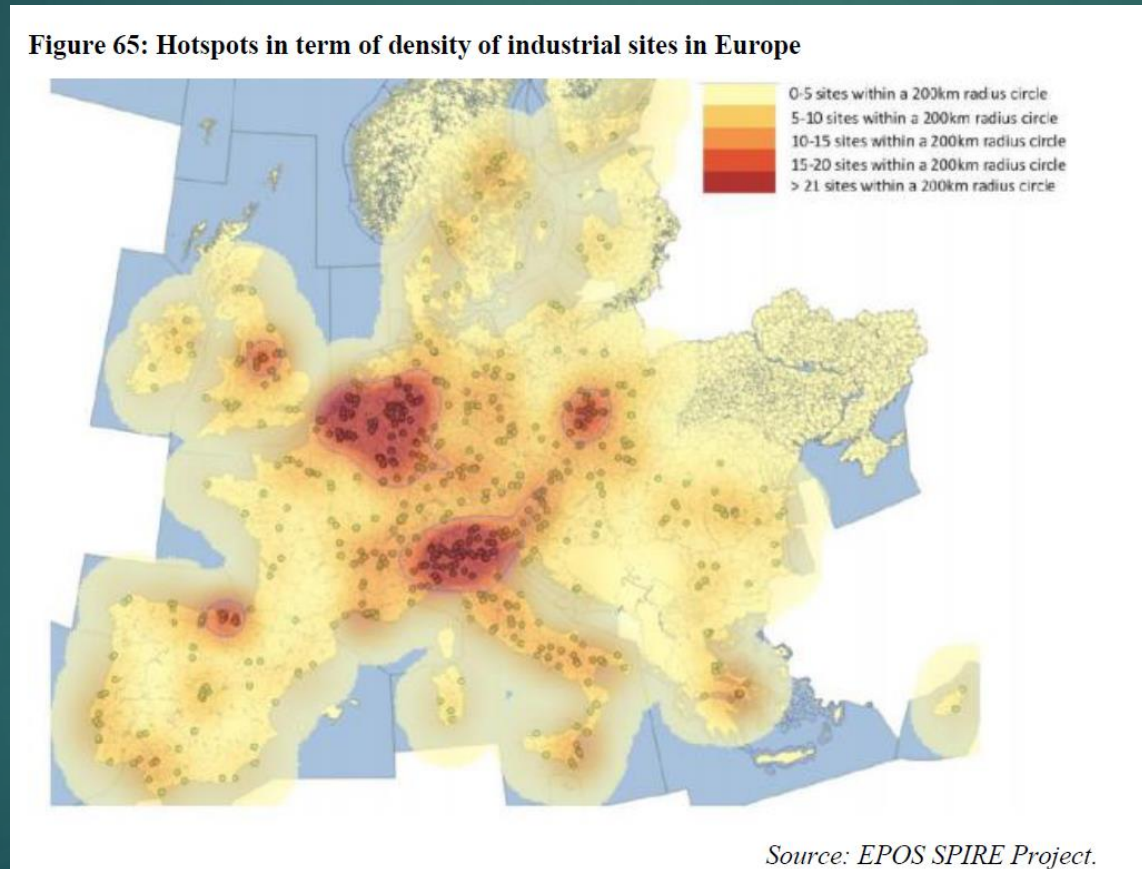 Figure 65: Hotspots in term of density of industrial sites in Europe
0-5 sites within a 200km radius circle
5-10 sites within a 200km radius circle
10-15 sites within a 200km radius circle
15-20 sites within a 200km radius circle
> 21 sites within a 200km radius circle
Source: EPOS SPIRE Project.